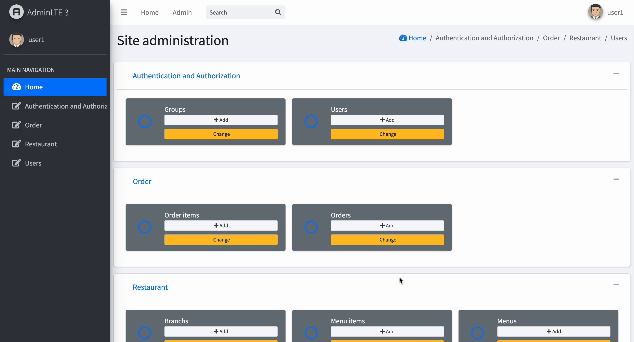 AdminLTE 3
Home
Admin
Search
user1
user1
MAIN NAVIGATION
Home
Authentication and Authoriza
Order
Restaurant
Users
Site administration
Home / Authentication and Authorization / Order / Restaurant / Users
Authentication and Authorization
Groups
Users
+ Add
+ Add
Change
Change
Order
Order items
Orders
+ Add
+ Add
Change
Change
Restaurant
Branchs
Menu items
Menus
+ Add
+ Add
+ Add